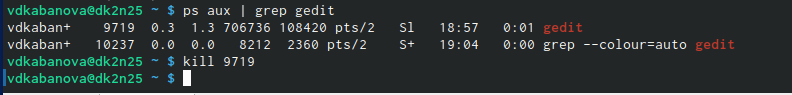 vdkabanova@dk2n25 ~ $ ps aux | grep gedit
vdkaban+    9719  0.3  1.3 706736 108420 pts/2   Sl   18:57   0:01 gedit
vdkaban+   10237  0.0  0.0   8212  2360 pts/2    S+   19:04   0:00 grep --colour=auto gedit
vdkabanova@dk2n25 ~ $ kill 9719
vdkabanova@dk2n25 ~ $